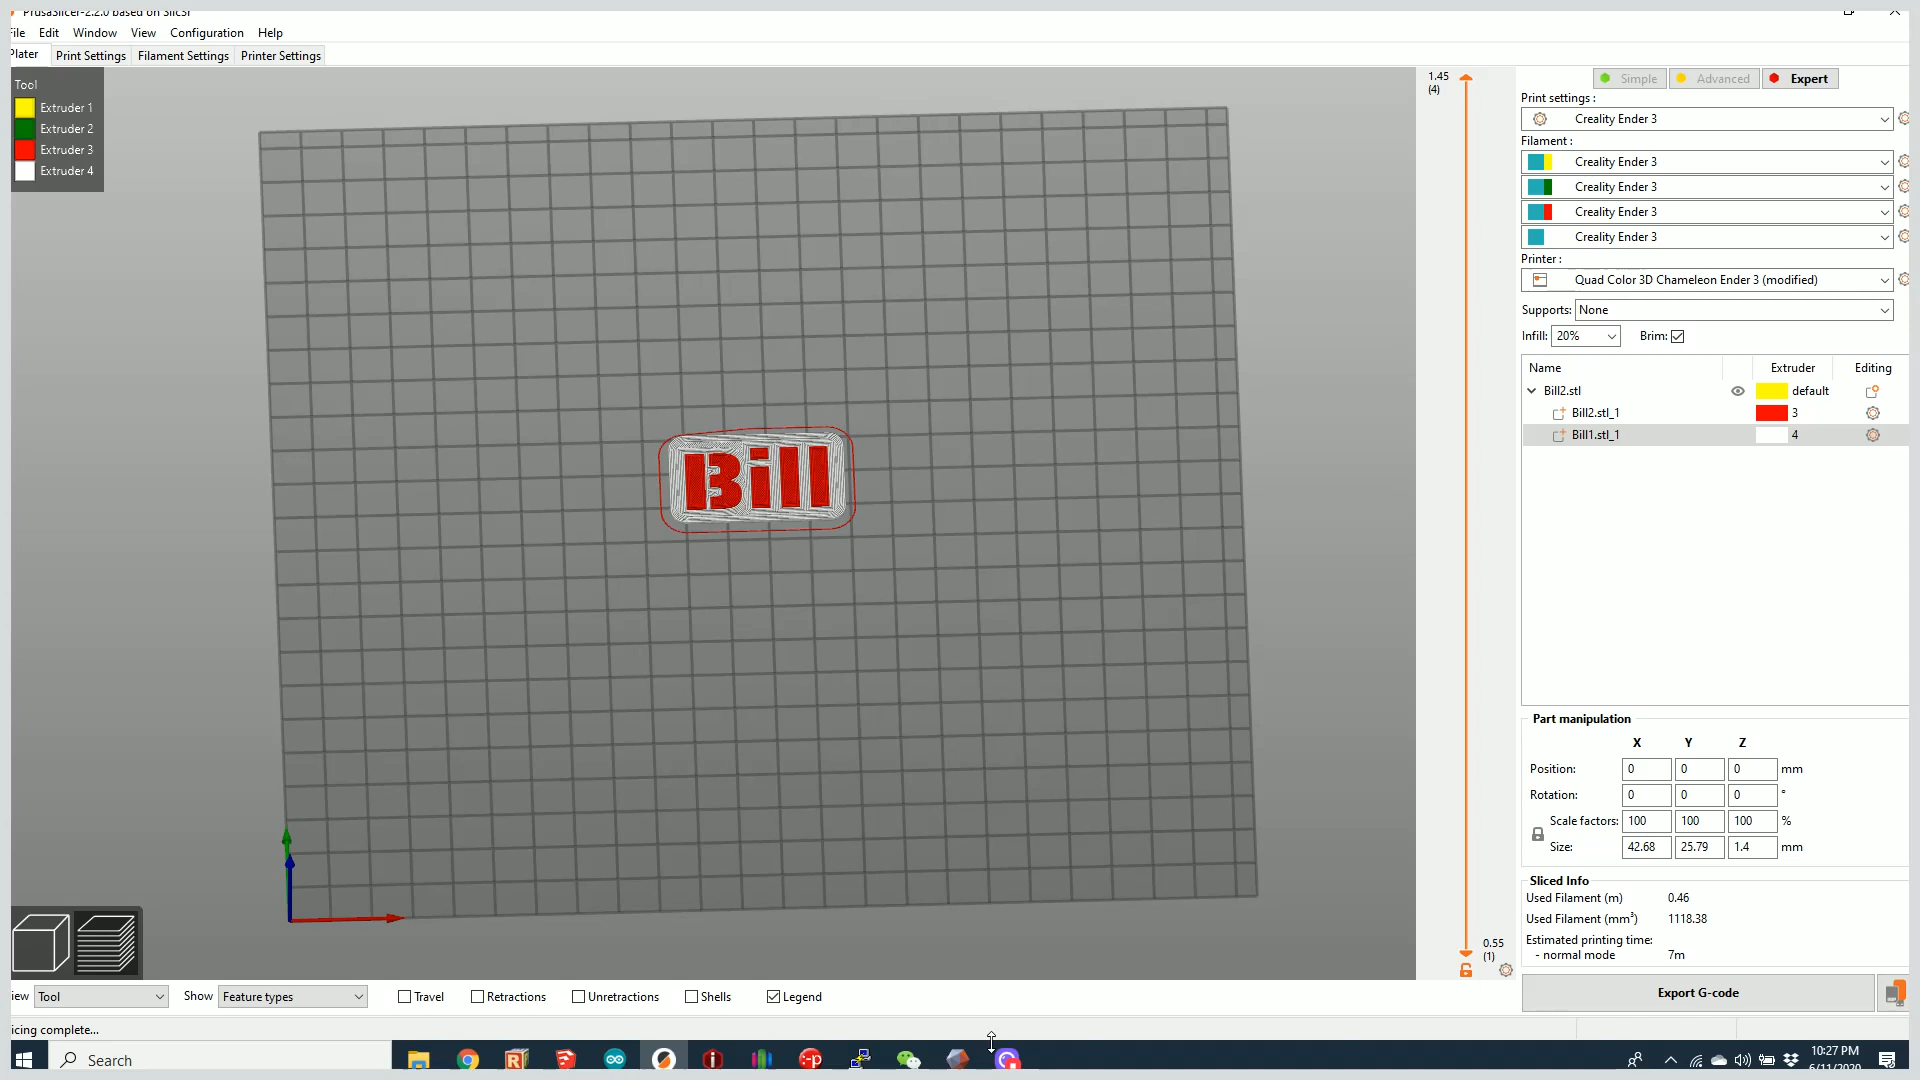 PrusaSlicer-2.2.0 based on Slic3r
File Edit Window View Configuration Help
Plater Print Settings Filament Settings Printer Settings
Tool
Extruder 1
Extruder 2
Extruder 3
Extruder 4
Bill
1.45
(4)
0.55
(1)
Simple Advanced Expert
Print settings :
Creality Ender 3
Filament :
Creality Ender 3
Creality Ender 3
Creality Ender 3
Creality Ender 3
Printer :
Quad Color 3D Chameleon Ender 3 (modified)
Supports: None
Infill: 20% Brim:
Name Extruder Editing
Bill2.stl default
Bill2.stl_1 3
Bill1.stl_1 4
Part manipulation
X Y Z
Position: 0 0 0 mm
Rotation: 0 0 0 °
Scale factors: 100 100 100 %
Size: 42.68 25.79 1.4 mm
Sliced Info
Used Filament (m) 0.46
Used Filament (mm³) 1118.38
Estimated printing time:
- normal mode 7m
Export G-code
iew Tool Show Feature types Travel Retractions Unretractions Shells Legend
icing complete...
Search
10:27 PM
6/11/2020